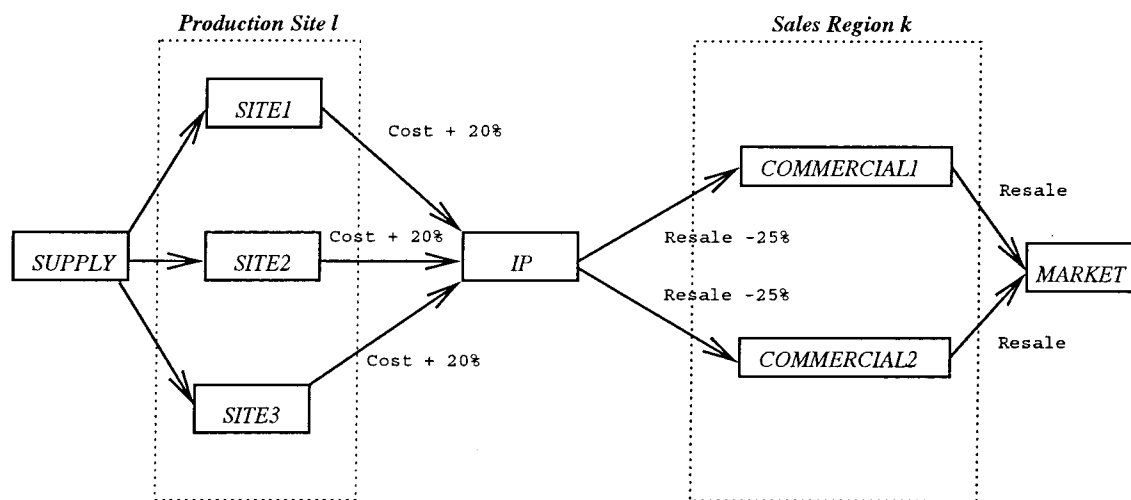 Production Site l
Sales Region k
SITE1
Cost + 20%
COMMERCIAL1
Resale
SUPPLY
SITE2
Cost + 20%
IP
Resale -25%
Resale -25%
MARKET
Resale
COMMERCIAL2
Cost + 20%
SITE3